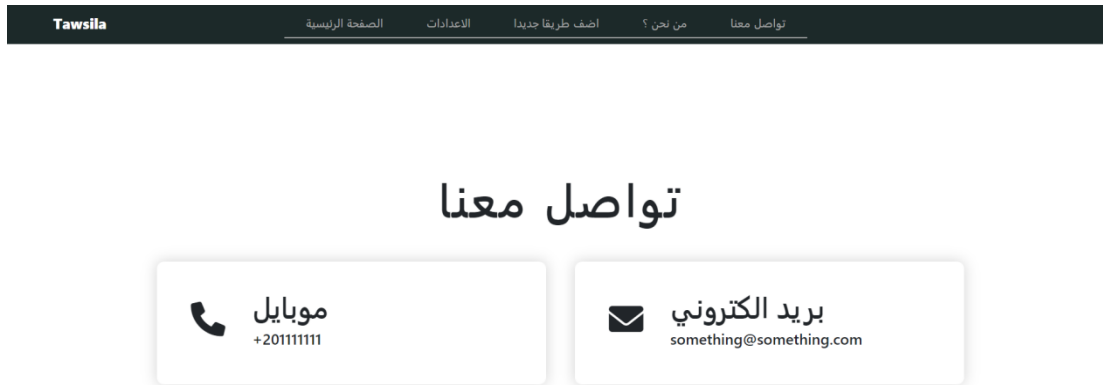 Tawsila
الصفحة الرئيسية
الاعدادات
اضف طريقا جديدا
من نحن ؟
تواصل معنا
تواصل معنا
موبايل
+201111111
بريد الكتروني
something@something.com